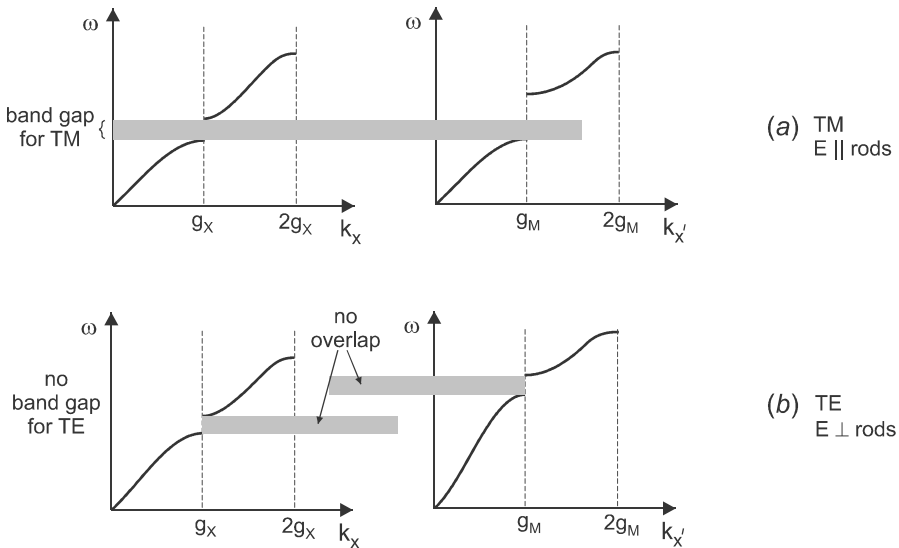 ω
ω
band gap
for TM
{
(a) TM
E || rods
g_X
2g_X
k_x
g_M
2g_M
k_x′
ω
no
overlap
ω
no
band gap
for TE
(b) TE
E ⊥ rods
g_X
2g_X
k_x
g_M
2g_M
k_x′